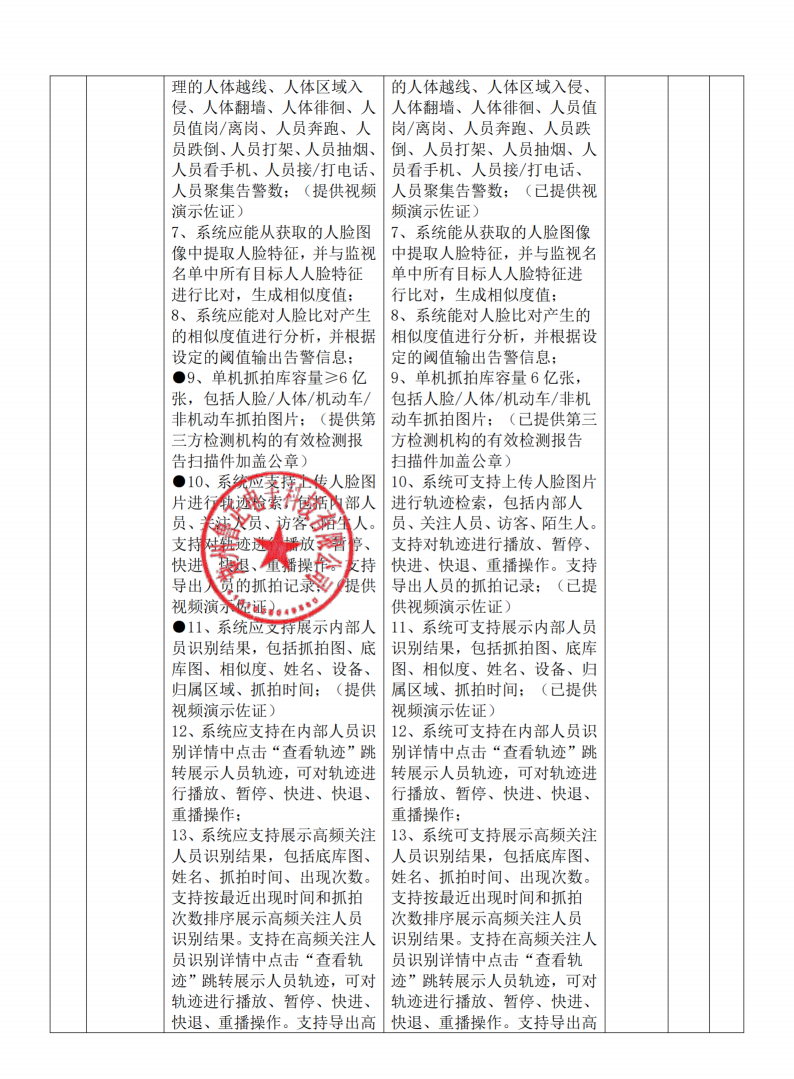 理的人体越线、人体区域入
侵、人体翻墙、人体徘徊、人
员值岗/离岗、人员奔跑、人
员跌倒、人员打架、人员抽烟、
人员看手机、人员接/打电话、
人员聚集告警数；（提供视频
演示佐证）
7、系统应能从获取的人脸图
像中提取人脸特征，并与监视
名单中所有目标人人脸特征
进行比对，生成相似度值；
8、系统应能对人脸比对产生
的相似度值进行分析，并根据
设定的阈值输出告警信息；
●9、单机抓拍库容量≥6 亿
张，包括人脸/人体/机动车/
非机动车抓拍图片；（提供第
三方检测机构的有效检测报
告扫描件加盖公章）
●10、系统应支持上传人脸图
片进行轨迹检索，包括内部人
员、关注人员、访客、陌生人。
支持对轨迹进行播放、暂停、
快进、快退、重播操作。支持
导出人员的抓拍记录；（提供
视频演示佐证）
●11、系统应支持展示内部人
员识别结果，包括抓拍图、底
库图、相似度、姓名、设备、
归属区域、抓拍时间；（提供
视频演示佐证）
12、系统应支持在内部人员识
别详情中点击“查看轨迹”跳
转展示人员轨迹，可对轨迹进
行播放、暂停、快进、快退、
重播操作；
13、系统应支持展示高频关注
人员识别结果，包括底库图、
姓名、抓拍时间、出现次数。
支持按最近出现时间和抓拍
次数排序展示高频关注人员
识别结果。支持在高频关注人
员识别详情中点击“查看轨
迹”跳转展示人员轨迹，可对
轨迹进行播放、暂停、快进、
快退、重播操作。支持导出高
的人体越线、人体区域入侵、
人体翻墙、人体徘徊、人员值
岗/离岗、人员奔跑、人员跌
倒、人员打架、人员抽烟、人
员看手机、人员接/打电话、
人员聚集告警数；（已提供视
频演示佐证）
7、系统能从获取的人脸图像
中提取人脸特征，并与监视名
单中所有目标人人脸特征进
行比对，生成相似度值；
8、系统能对人脸比对产生的
相似度值进行分析，并根据设
定的阈值输出告警信息；
9、单机抓拍库容量 6 亿张，
包括人脸/人体/机动车/非机
动车抓拍图片；（已提供第三
方检测机构的有效检测报告
扫描件加盖公章）
10、系统可支持上传人脸图片
进行轨迹检索，包括内部人
员、关注人员、访客、陌生人。
支持对轨迹进行播放、暂停、
快进、快退、重播操作。支持
导出人员的抓拍记录；（已提
供视频演示佐证）
11、系统可支持展示内部人员
识别结果，包括抓拍图、底库
图、相似度、姓名、设备、归
属区域、抓拍时间；（已提供
视频演示佐证）
12、系统可支持在内部人员识
别详情中点击“查看轨迹”跳
转展示人员轨迹，可对轨迹进
行播放、暂停、快进、快退、
重播操作；
13、系统可支持展示高频关注
人员识别结果，包括底库图、
姓名、抓拍时间、出现次数。
支持按最近出现时间和抓拍
次数排序展示高频关注人员
识别结果。支持在高频关注人
员识别详情中点击“查看轨
迹”跳转展示人员轨迹，可对
轨迹进行播放、暂停、快进、
快退、重播操作。支持导出高